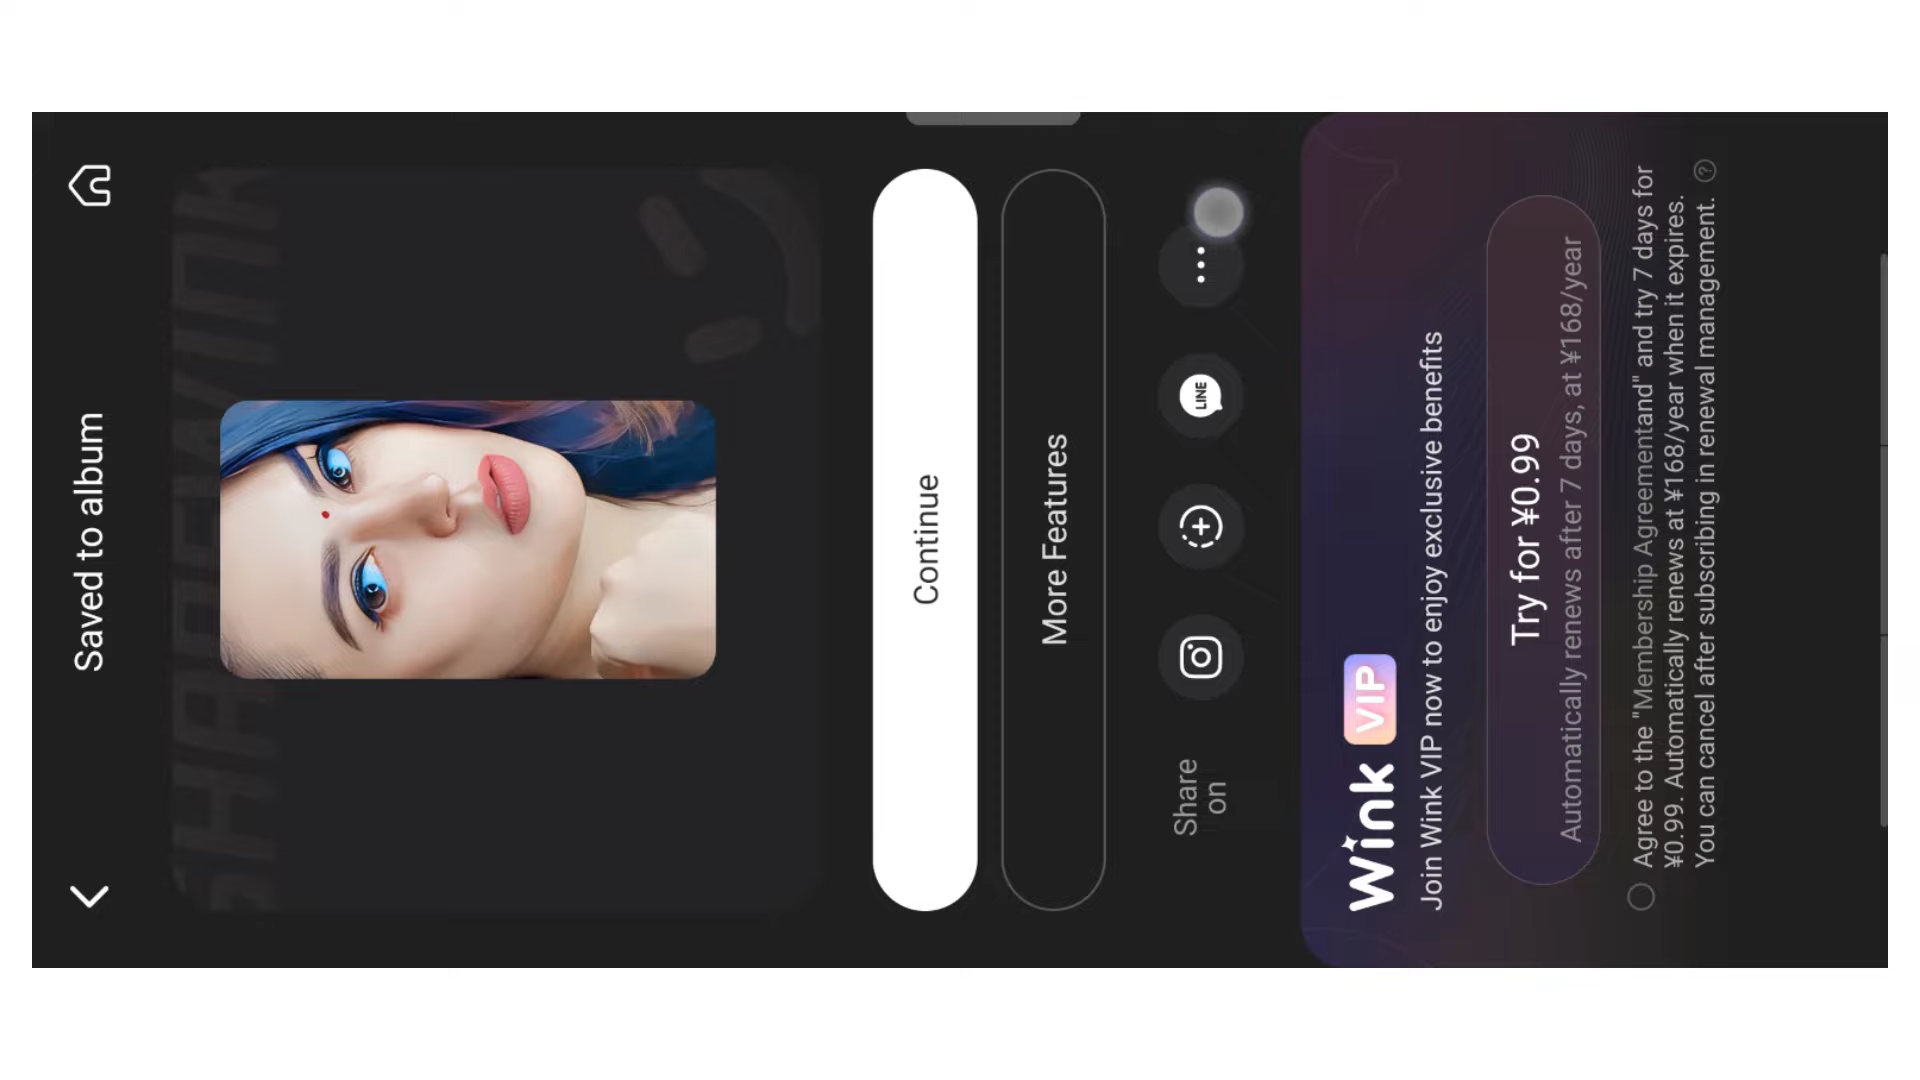 Saved to album
Continue
More Features
Share
on
LINE
Wink VIP
Join Wink VIP now to enjoy exclusive benefits
Try for ¥0.99
Automatically renews after 7 days, at ¥168/year
Agree to the "Membership Agreementand" and try 7 days for
¥0.99. Automatically renews at ¥168/year when it expires.
You can cancel after subscribing in renewal management. ?